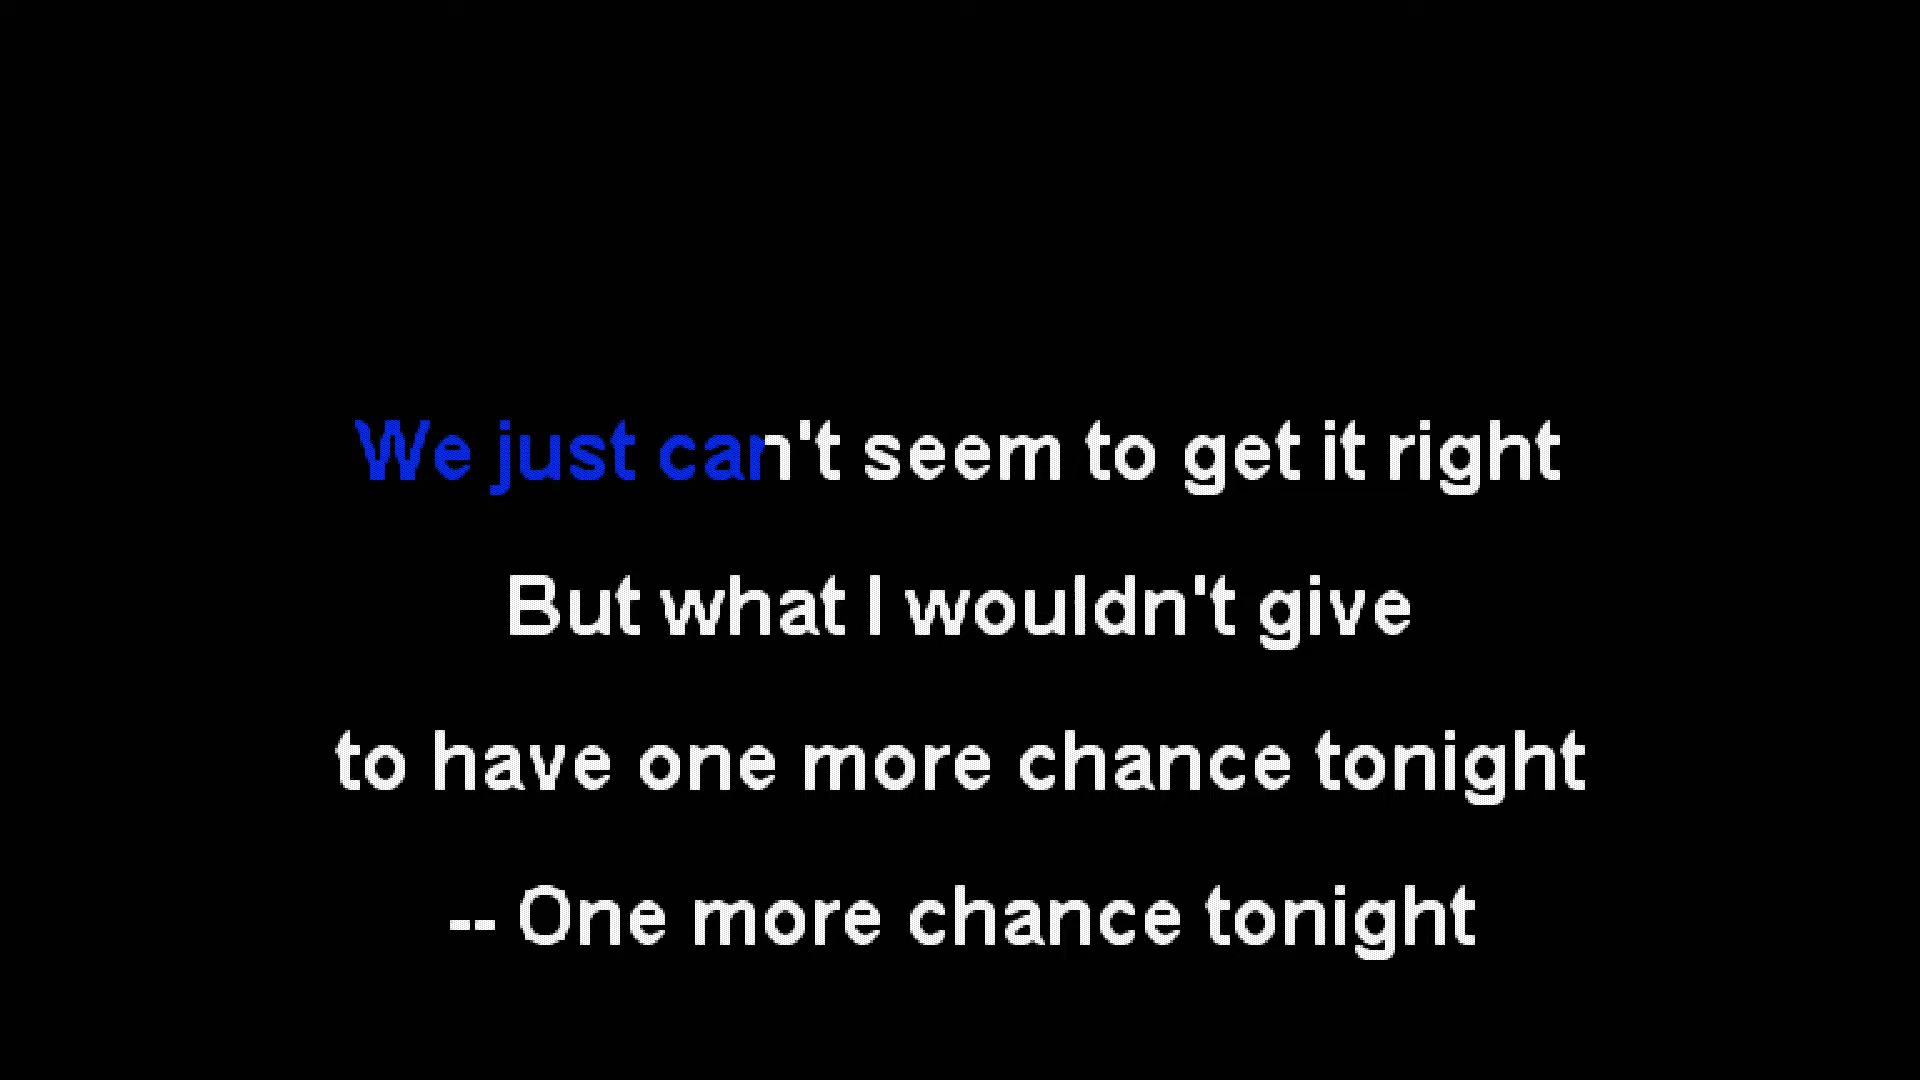 We just can't seem to get it right
But what I wouldn't give
to have one more chance tonight
-- One more chance tonight